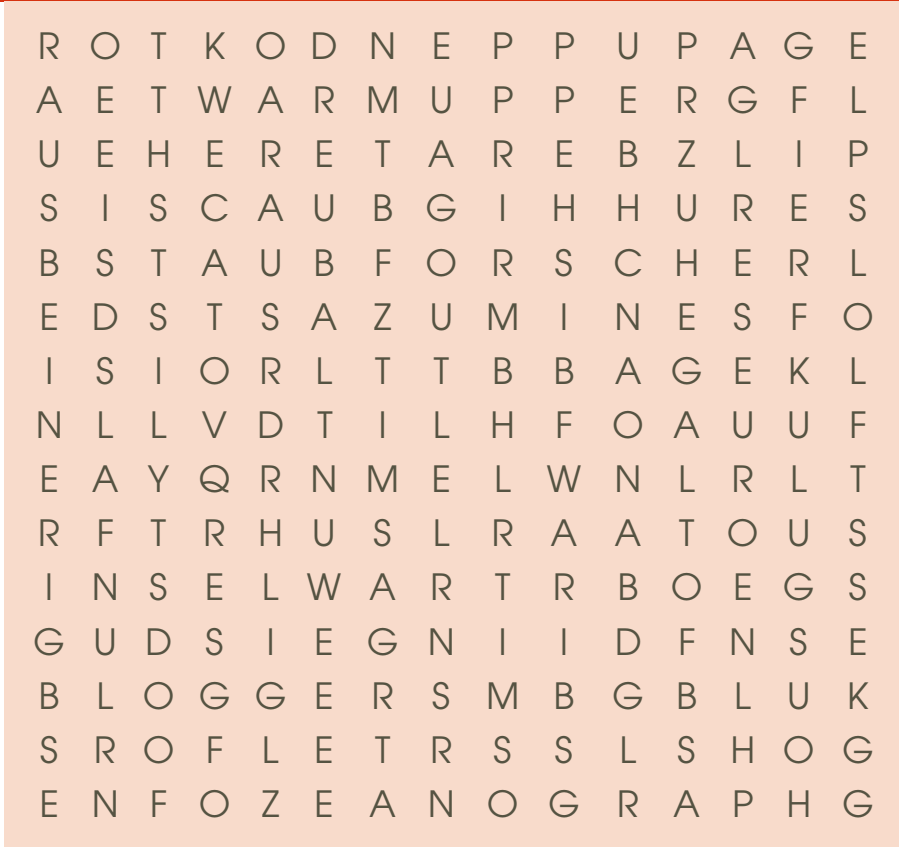 R O T K O D N E P P U P A G E
A E T W A R M U P P E R G F L
U E H E R E T A R E B Z L I P
S I S C A U B G I H H U R E S
B S T A U B F O R S C H E R L
E D S T S A Z U M I N E S F O
I S I O R L T T B B A G E K L
N L L V D T I L H F O A U U F
E A Y Q R N M E L W N L R L T
R F T R H U S L R A A T O U S
I N S E L W A R T R B O E G S
G U D S I E G N I I D F N S E
B L O G G E R S M B G B L U K
S R O F L E T R S S L S H O G
E N F O Z E A N O G R A P H G